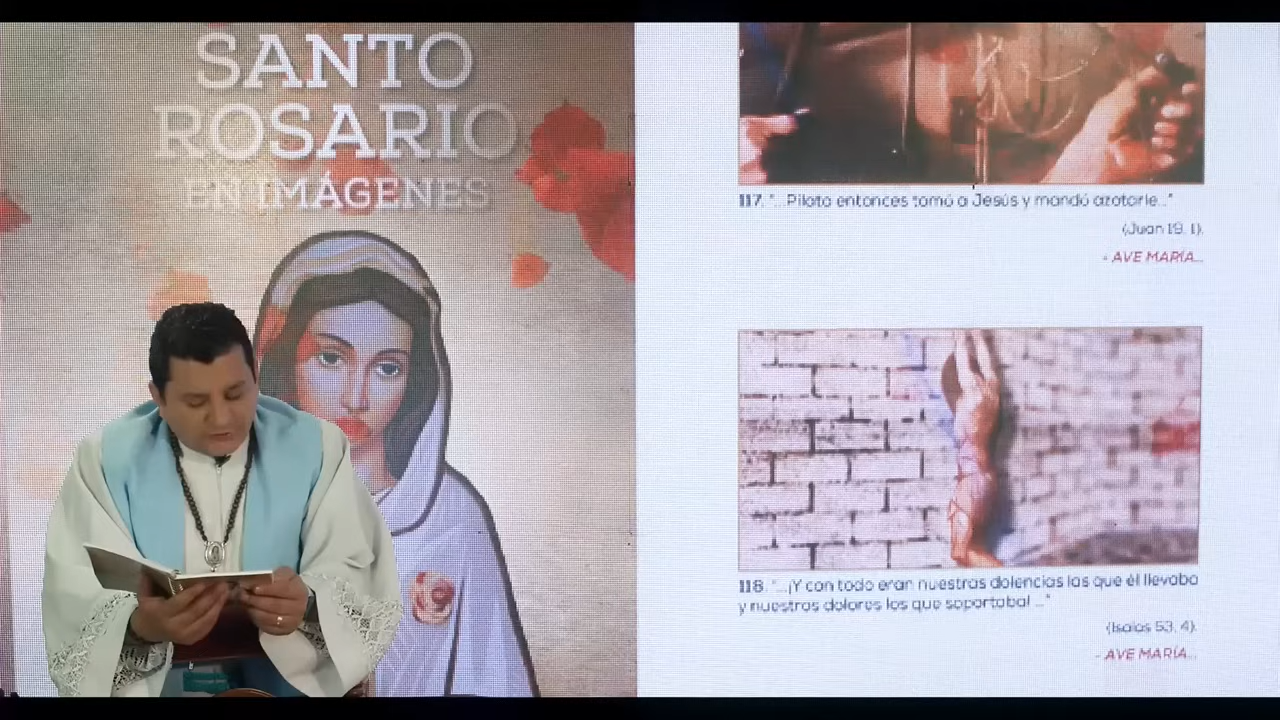 SANTO
ROSARIO
EN IMÁGENES
117. "...Pilato entonces tomó a Jesús y mandó azotarle..."
(Juan 19, 1).
- AVE MARÍA...
118. "...¡Y con todo eran nuestras dolencias las que él llevaba
y nuestros dolores los que soportaba! ..."
(Isaías 53, 4).
- AVE MARÍA...